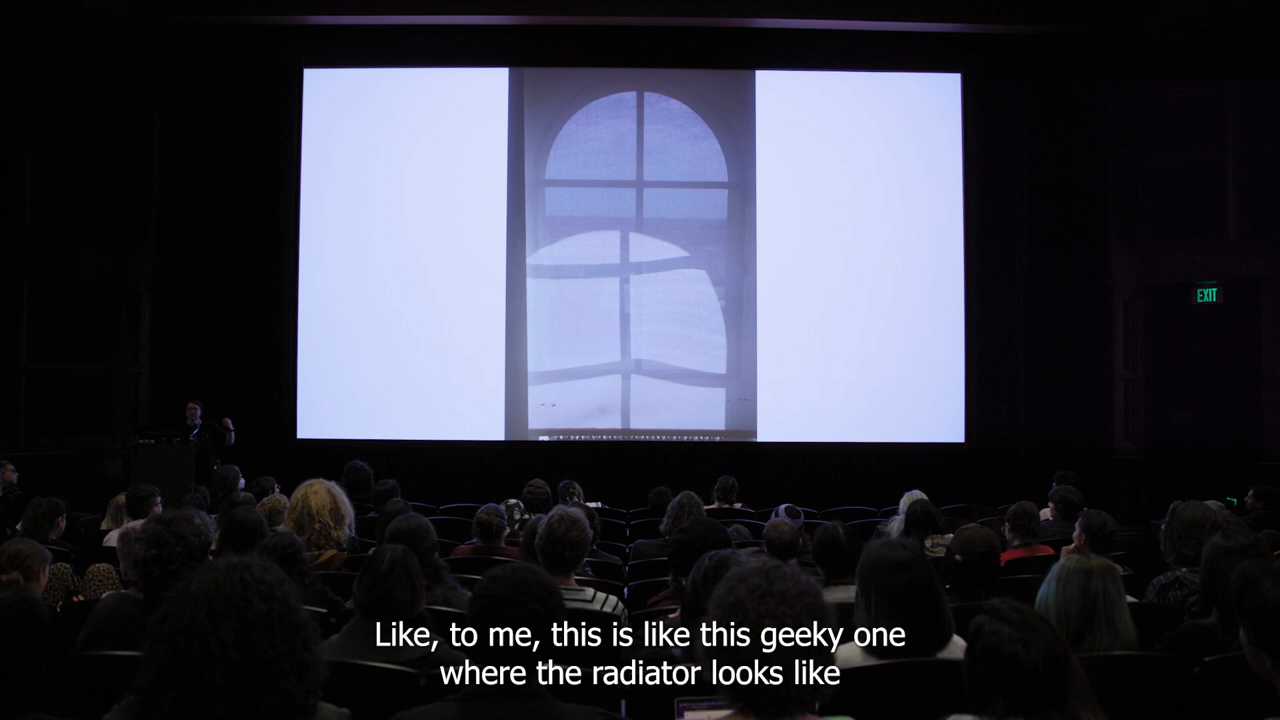 EXIT
Like, to me, this is like this geeky one
where the radiator looks like